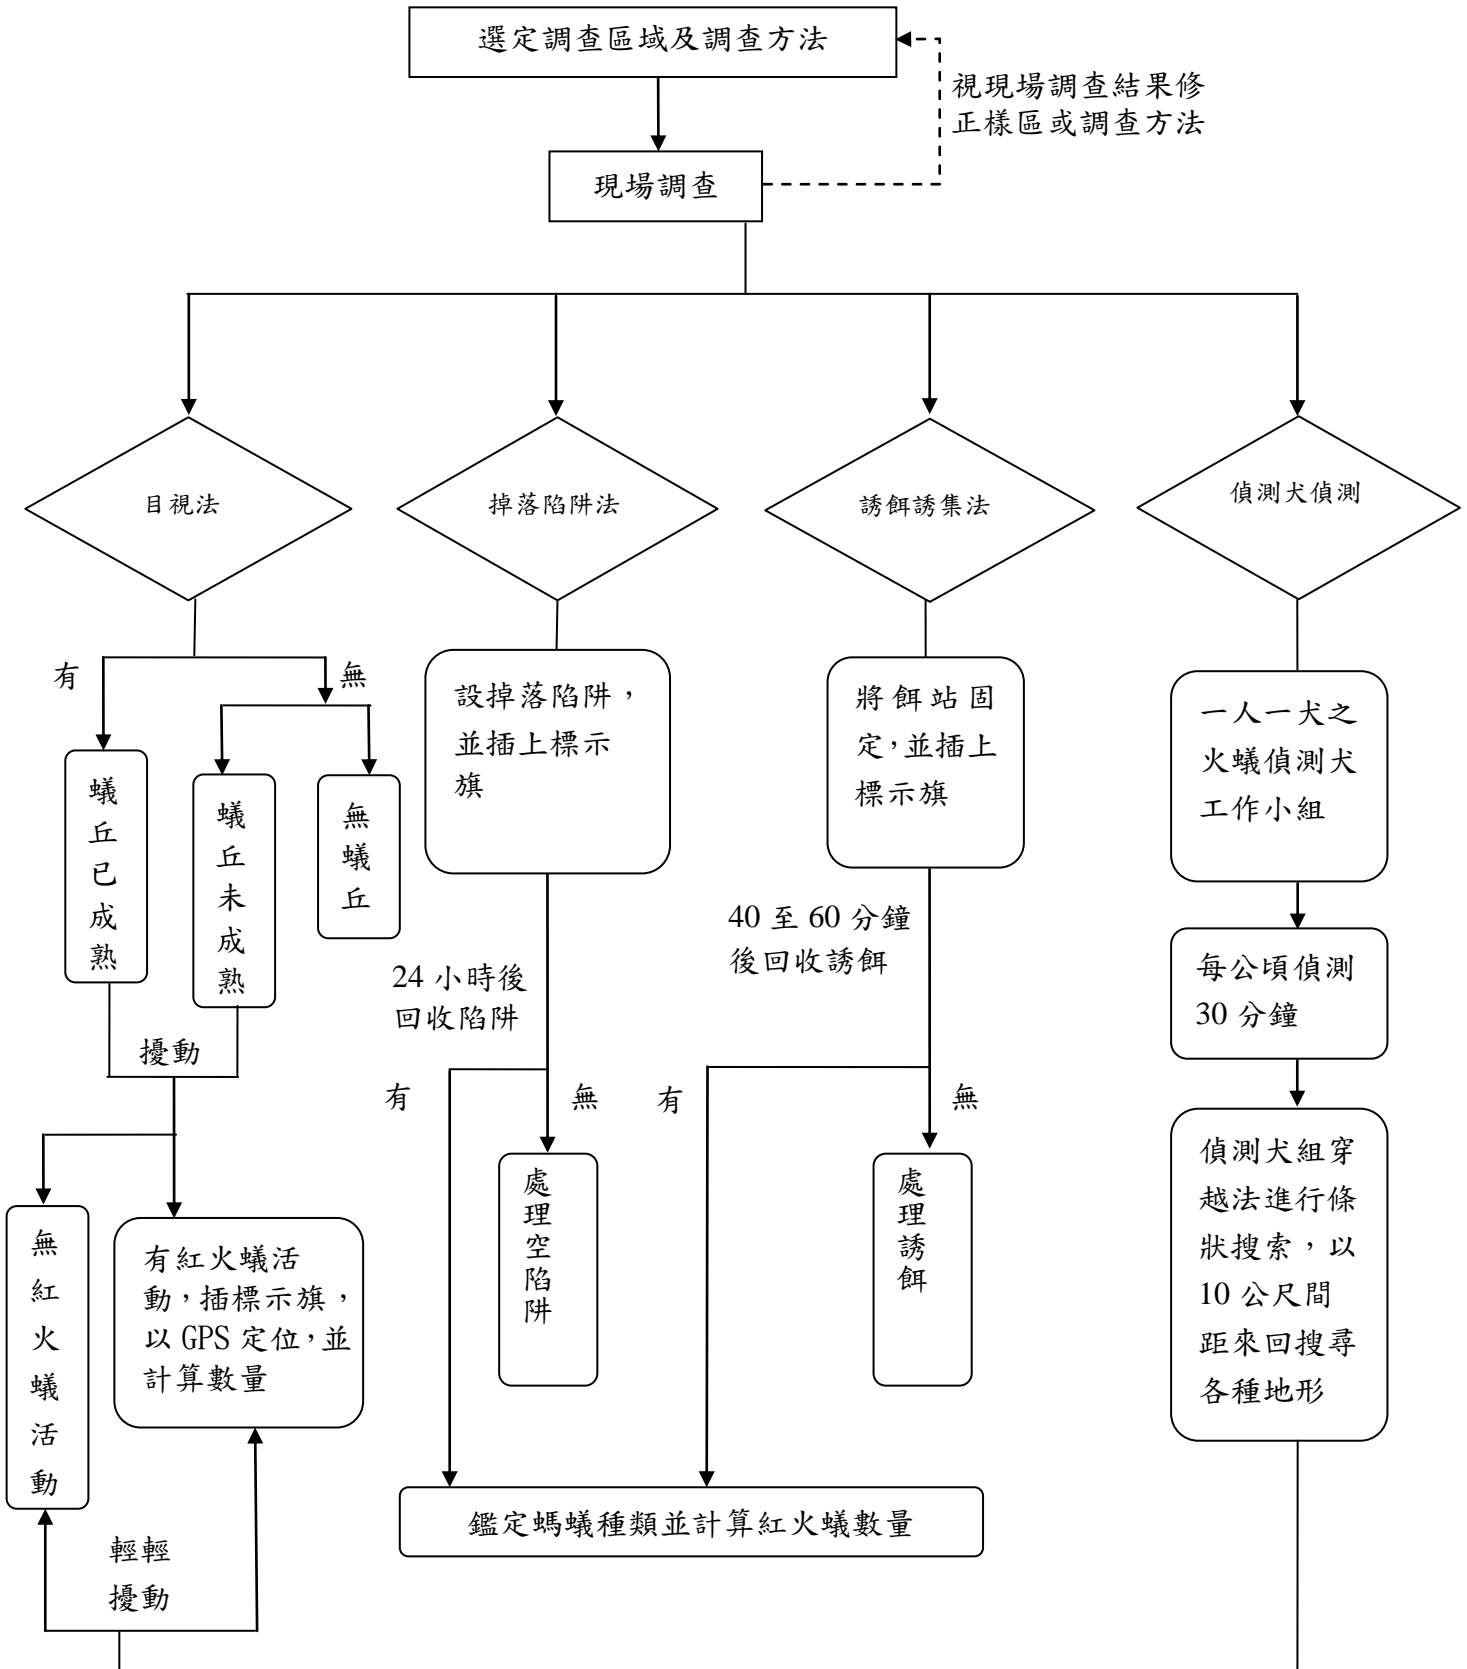 選定調查區域及調查方法
視現場調查結果修
正樣區或調查方法
現場調查
目視法
掉落陷阱法
誘餌誘集法
偵測犬偵測
有
無
蟻丘已成熟
蟻丘未成熟
無蟻丘
擾動
無紅火蟻活動
有紅火蟻活
動，插標示旗，
以 GPS 定位，並
計算數量
輕輕
擾動
設掉落陷阱，
並插上標示
旗
24 小時後
回收陷阱
有
無
處理空陷阱
將餌站固
定，並插上
標示旗
40 至 60 分鐘
後回收誘餌
有
無
處理誘餌
鑑定螞蟻種類並計算紅火蟻數量
一人一犬之
火蟻偵測犬
工作小組
每公頃偵測
30 分鐘
偵測犬組穿
越法進行條
狀搜索，以
10 公尺間
距來回搜尋
各種地形